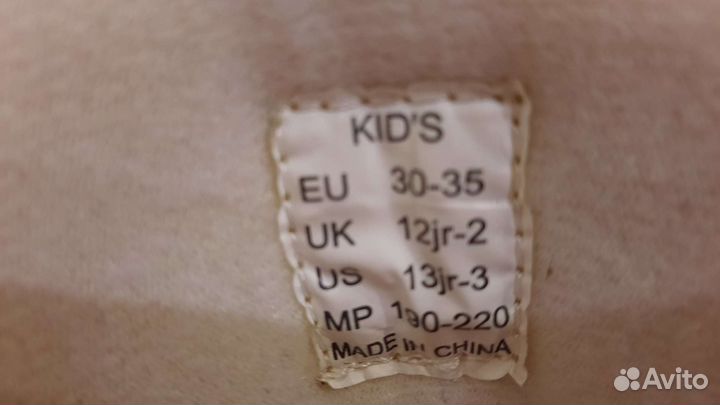 KID'S
EU 30-35
UK 12jr-2
US 13jr-3
MP 190-220
MADE IN CHINA
Avito